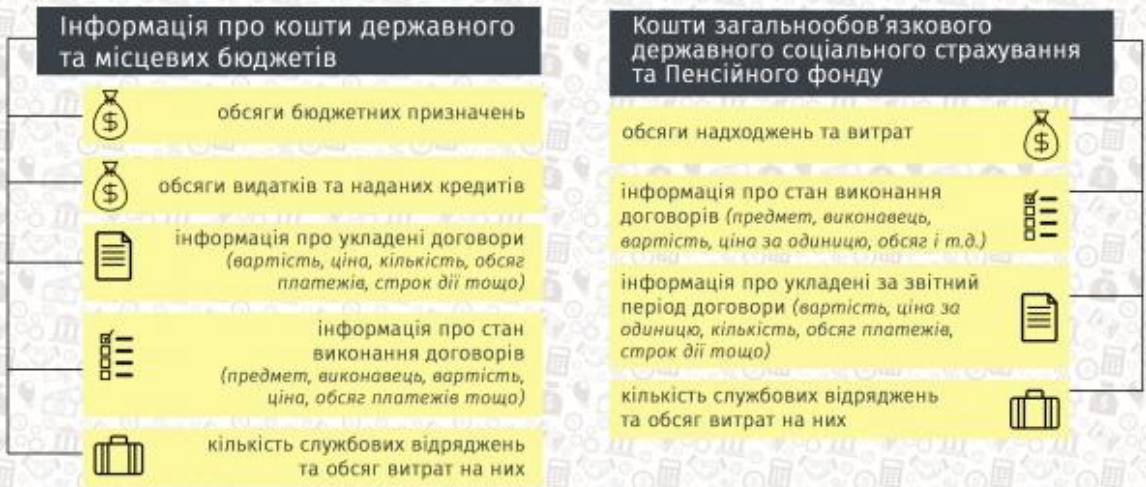 Інформація про кошти державного
та місцевих бюджетів
обсяги бюджетних призначень
обсяги видатків та наданих кредитів
інформація про укладені договори
(вартість, ціна, кількість, обсяг
платежів, строк дії тощо)
інформація про стан
виконання договорів
(предмет, виконавець, вартість,
ціна, обсяг платежів тощо)
кількість службових відряджень
та обсяг витрат на них
Кошти загальнообов’язкового
державного соціального страхування
та Пенсійного фонду
обсяги надходжень та витрат
інформація про стан виконання
договорів (предмет, виконавець,
вартість, ціна за одиницю, обсяг і т.д.)
інформація про укладені за звітний
період договори (вартість, ціна за
одиницю, кількість, обсяг платежів,
строк дії тощо)
кількість службових відряджень
та обсяг витрат на них